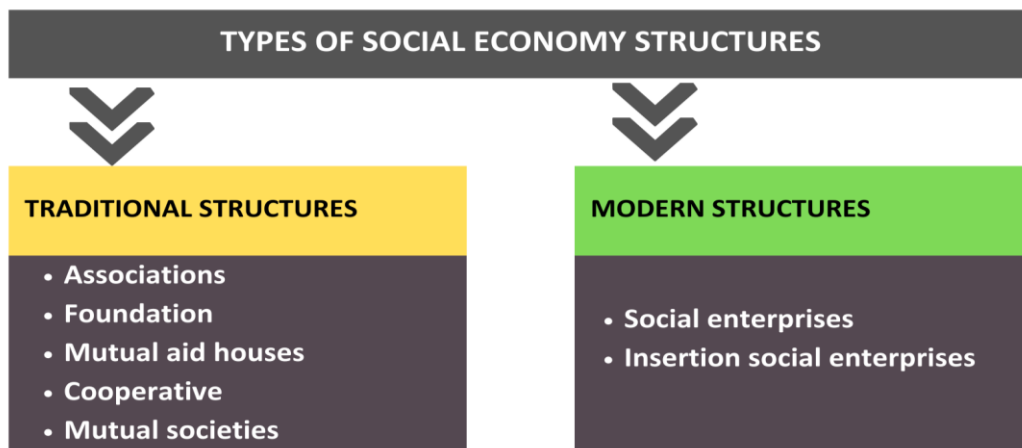 TYPES OF SOCIAL ECONOMY STRUCTURES
TRADITIONAL STRUCTURES
• Associations
• Foundation
• Mutual aid houses
• Cooperative
• Mutual societies
MODERN STRUCTURES
• Social enterprises
• Insertion social enterprises